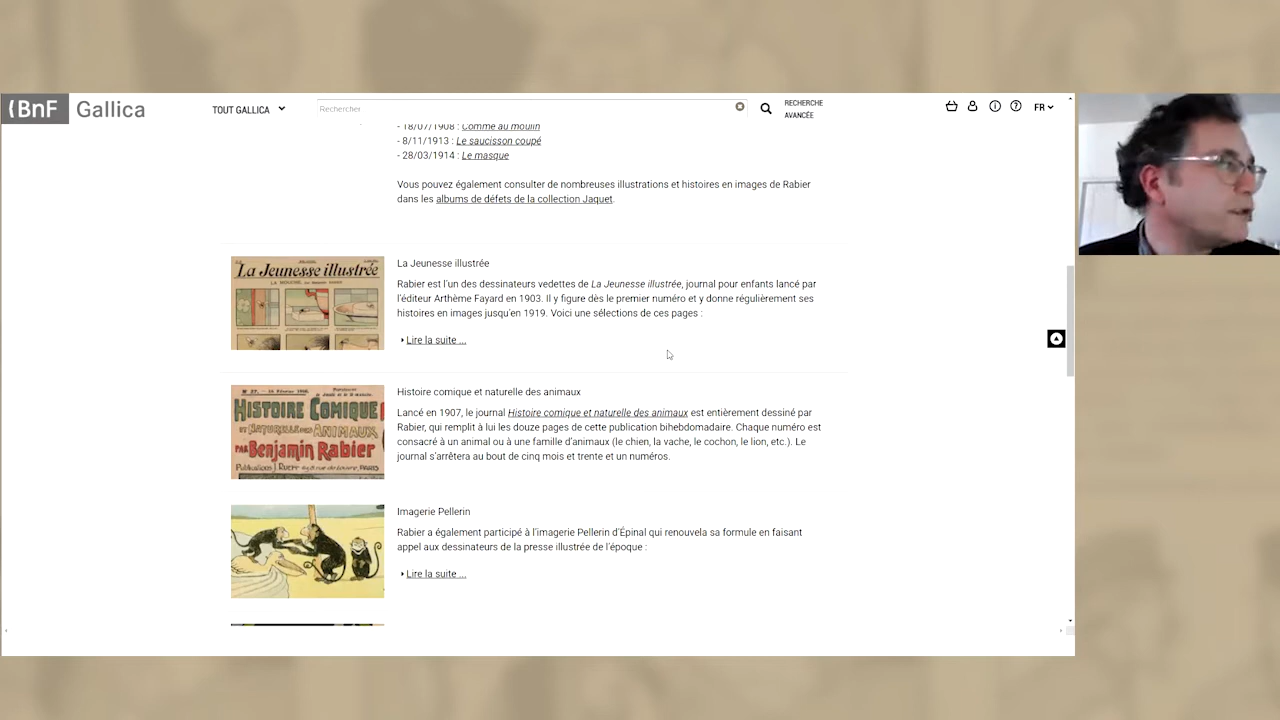 BnF Gallica
TOUT GALLICA
Rechercher
RECHERCHE
AVANCÉE
FR
- 18/07/1908 : Comme au moulin
- 8/11/1913 : Le saucisson coupé
- 28/03/1914 : Le masque
Vous pouvez également consulter de nombreuses illustrations et histoires en images de Rabier
dans les albums de défets de la collection Jaquet.
La Jeunesse illustrée
La Jeunesse illustrée
Rabier est l'un des dessinateurs vedettes de La Jeunesse illustrée, journal pour enfants lancé par
l'éditeur Arthème Fayard en 1903. Il y figure dès le premier numéro et y donne régulièrement ses
histoires en images jusqu'en 1919. Voici une sélections de ces pages :
Lire la suite ...
HISTOIRE COMIQUE
ET NATURELLE DES ANIMAUX
PAR Benjamin Rabier
Histoire comique et naturelle des animaux
Lancé en 1907, le journal Histoire comique et naturelle des animaux est entièrement dessiné par
Rabier, qui remplit à lui les douze pages de cette publication bihebdomadaire. Chaque numéro est
consacré à un animal ou à une famille d'animaux (le chien, la vache, le cochon, le lion, etc.). Le
journal s'arrêtera au bout de cinq mois et trente et un numéros.
Imagerie Pellerin
Rabier a également participé à l'imagerie Pellerin d'Épinal qui renouvela sa formule en faisant
appel aux dessinateurs de la presse illustrée de l'époque :
Lire la suite ...